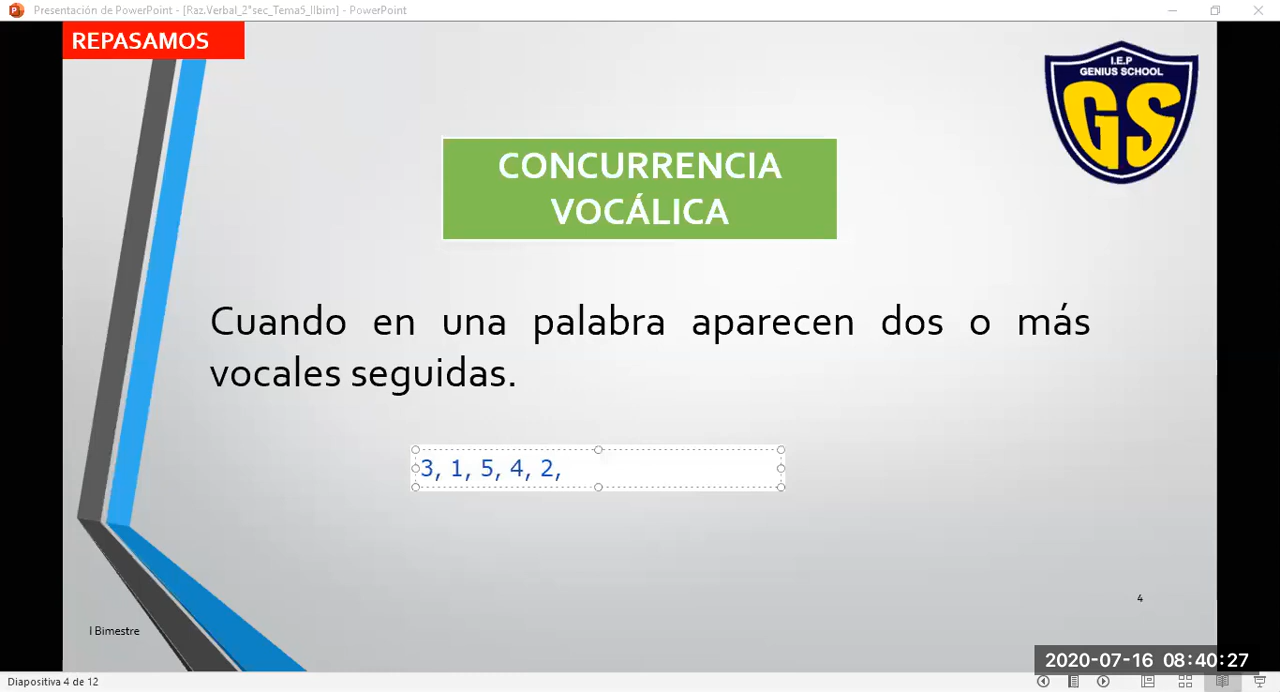 Presentación de PowerPoint - [Raz.Verbal_2°sec_Tema5_IIbim] - PowerPoint
REPASAMOS
I.E.P
GENIUS SCHOOL
GS
CONCURRENCIA
VOCÁLICA
Cuando en una palabra aparecen dos o más
vocales seguidas.
3, 1, 5, 4, 2,
4
I Bimestre
2020-07-16 08:40:27
Diapositiva 4 de 12